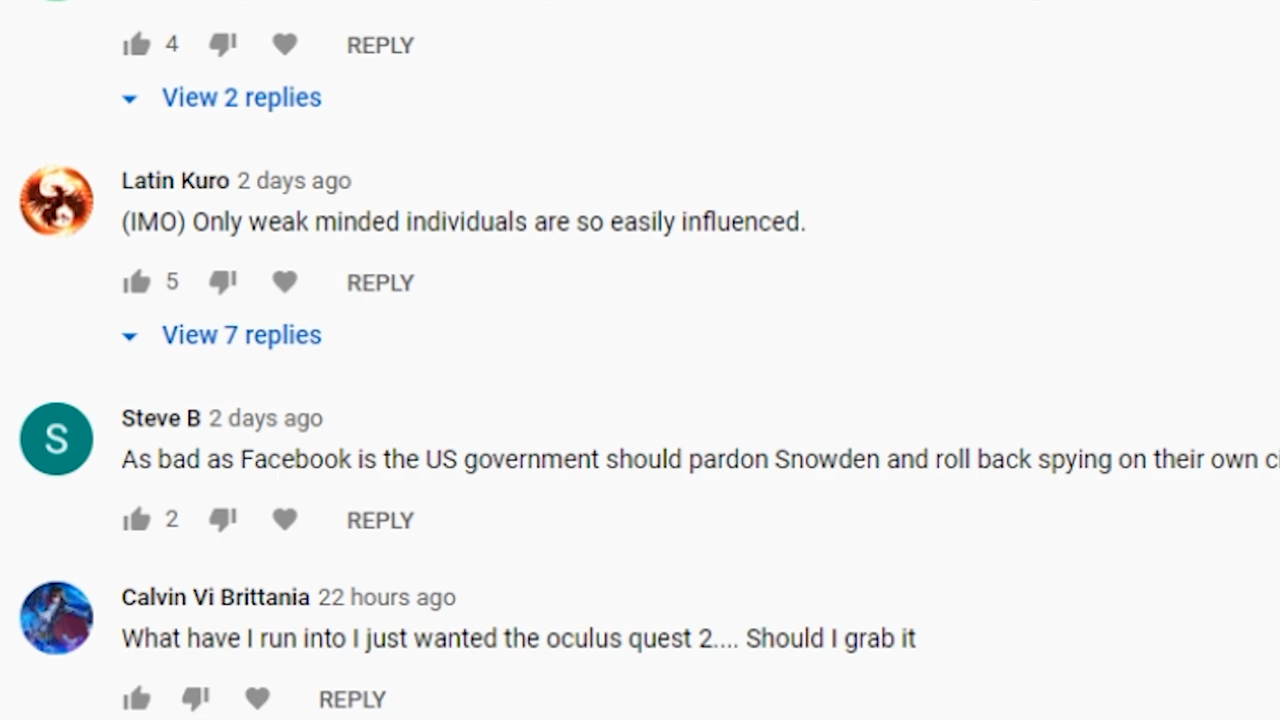 4 REPLY
View 2 replies
Latin Kuro 2 days ago
(IMO) Only weak minded individuals are so easily influenced.
5 REPLY
View 7 replies
S
Steve B 2 days ago
As bad as Facebook is the US government should pardon Snowden and roll back spying on their own
2 REPLY
Calvin Vi Brittania 22 hours ago
What have I run into I just wanted the oculus quest 2.... Should I grab it
REPLY